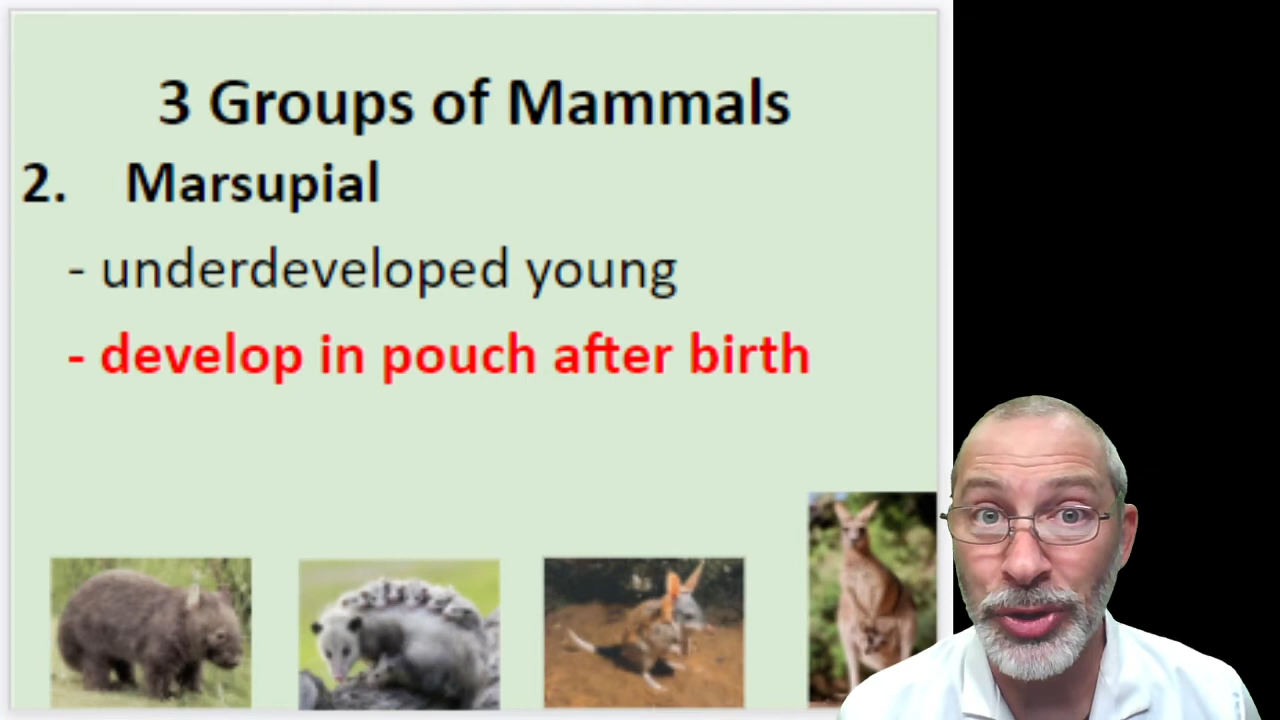 3 Groups of Mammals
2. Marsupial
- underdeveloped young
- develop in pouch after birth